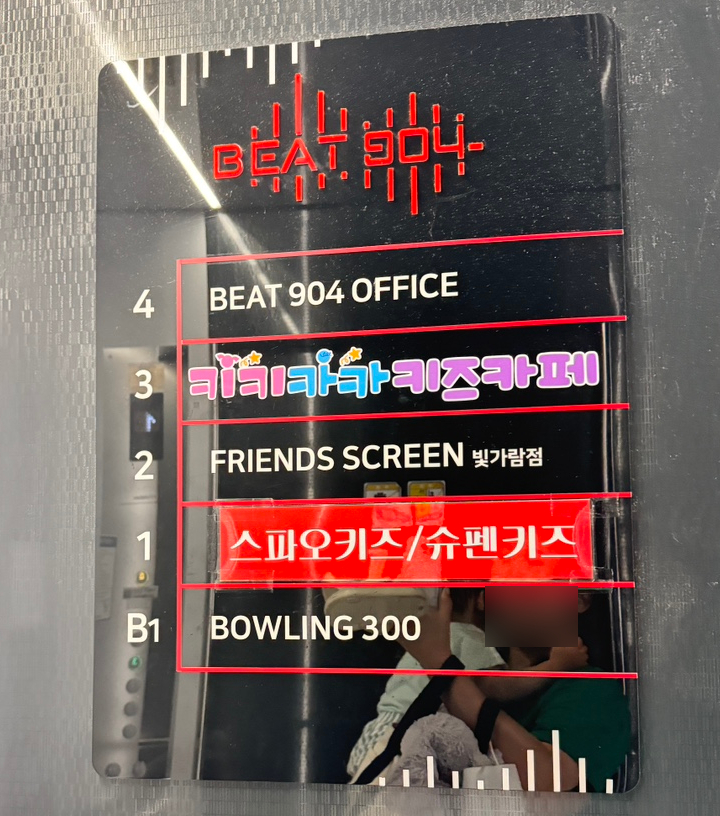 BEAT 904
4 BEAT 904 OFFICE
3 키키카카키즈카페
2 FRIENDS SCREEN 빛가람점
1 스파오키즈/슈펜키즈
B1 BOWLING 300